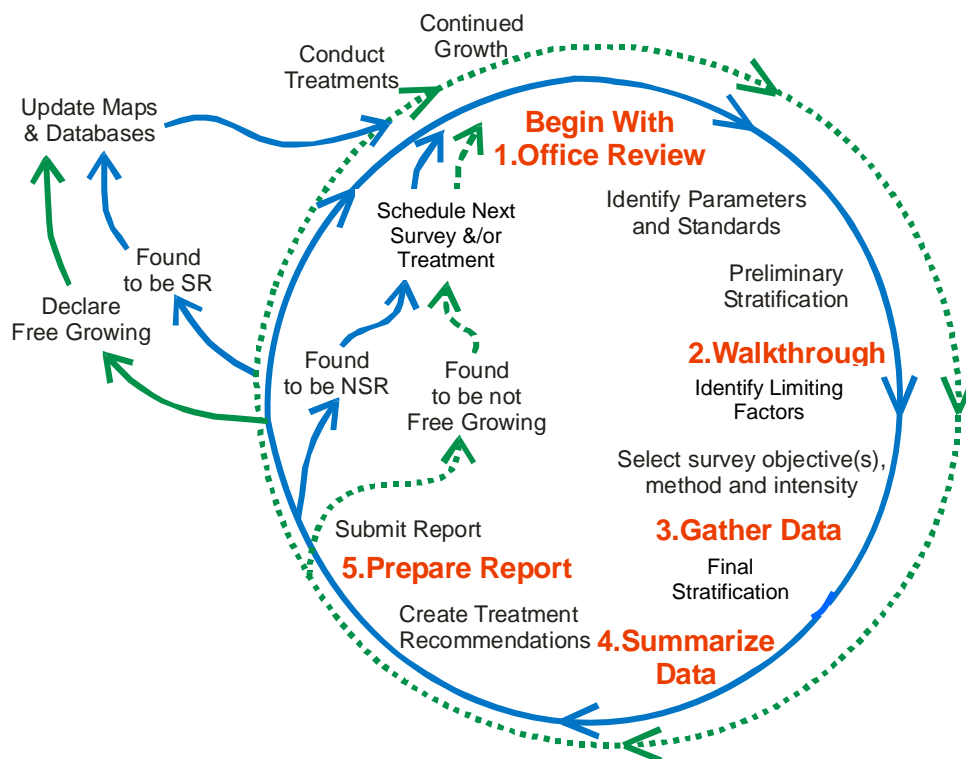 Continued
Growth
Conduct
Treatments
Update Maps
& Databases
Begin With
1.Office Review
Identify Parameters
and Standards
Schedule Next
Survey &/or
Treatment
Preliminary
Stratification
Found
to be SR
Declare
Free Growing
2.Walkthrough
Identify Limiting
Factors
Found
to be NSR
Found
to be not
Free Growing
Select survey objective(s),
method and intensity
3.Gather Data
Final
Stratification
Submit Report
5.Prepare Report
Create Treatment
Recommendations
4.Summarize
Data